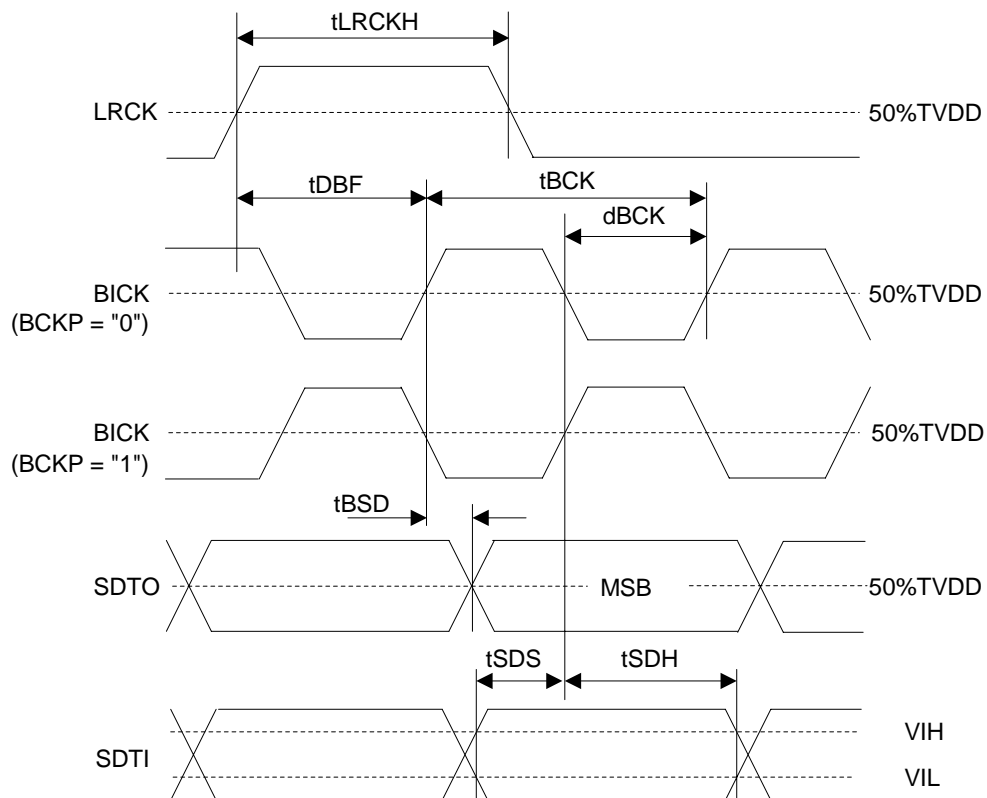 tLRCKH
LRCK
50%TVDD
tDBF
tBCK
dBCK
BICK
(BCKP = "0")
50%TVDD
BICK
(BCKP = "1")
50%TVDD
tBSD
SDTO
MSB
50%TVDD
tSDS
tSDH
SDTI
VIH
VIL